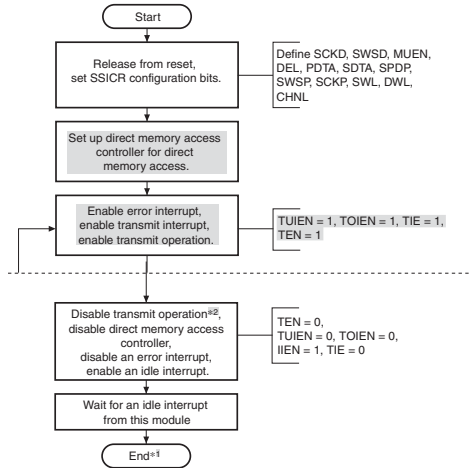 Start
Release from reset,
set SSICR configuration bits.
Define SCKD, SWSD, MUEN,
DEL, PDTA, SDTA, SPDP,
SWSP, SCKP, SWL, DWL,
CHNL
Set up direct memory access
controller for direct
memory access.
Enable error interrupt,
enable transmit interrupt,
enable transmit operation.
TUIEN = 1, TOIEN = 1, TIE = 1,
TEN = 1
Disable transmit operation*2,
disable direct memory access
controller,
disable an error interrupt,
enable an idle interrupt.
TEN = 0,
TUIEN = 0, TOIEN = 0,
IIEN = 1, TIE = 0
Wait for an idle interrupt
from this module
End*1